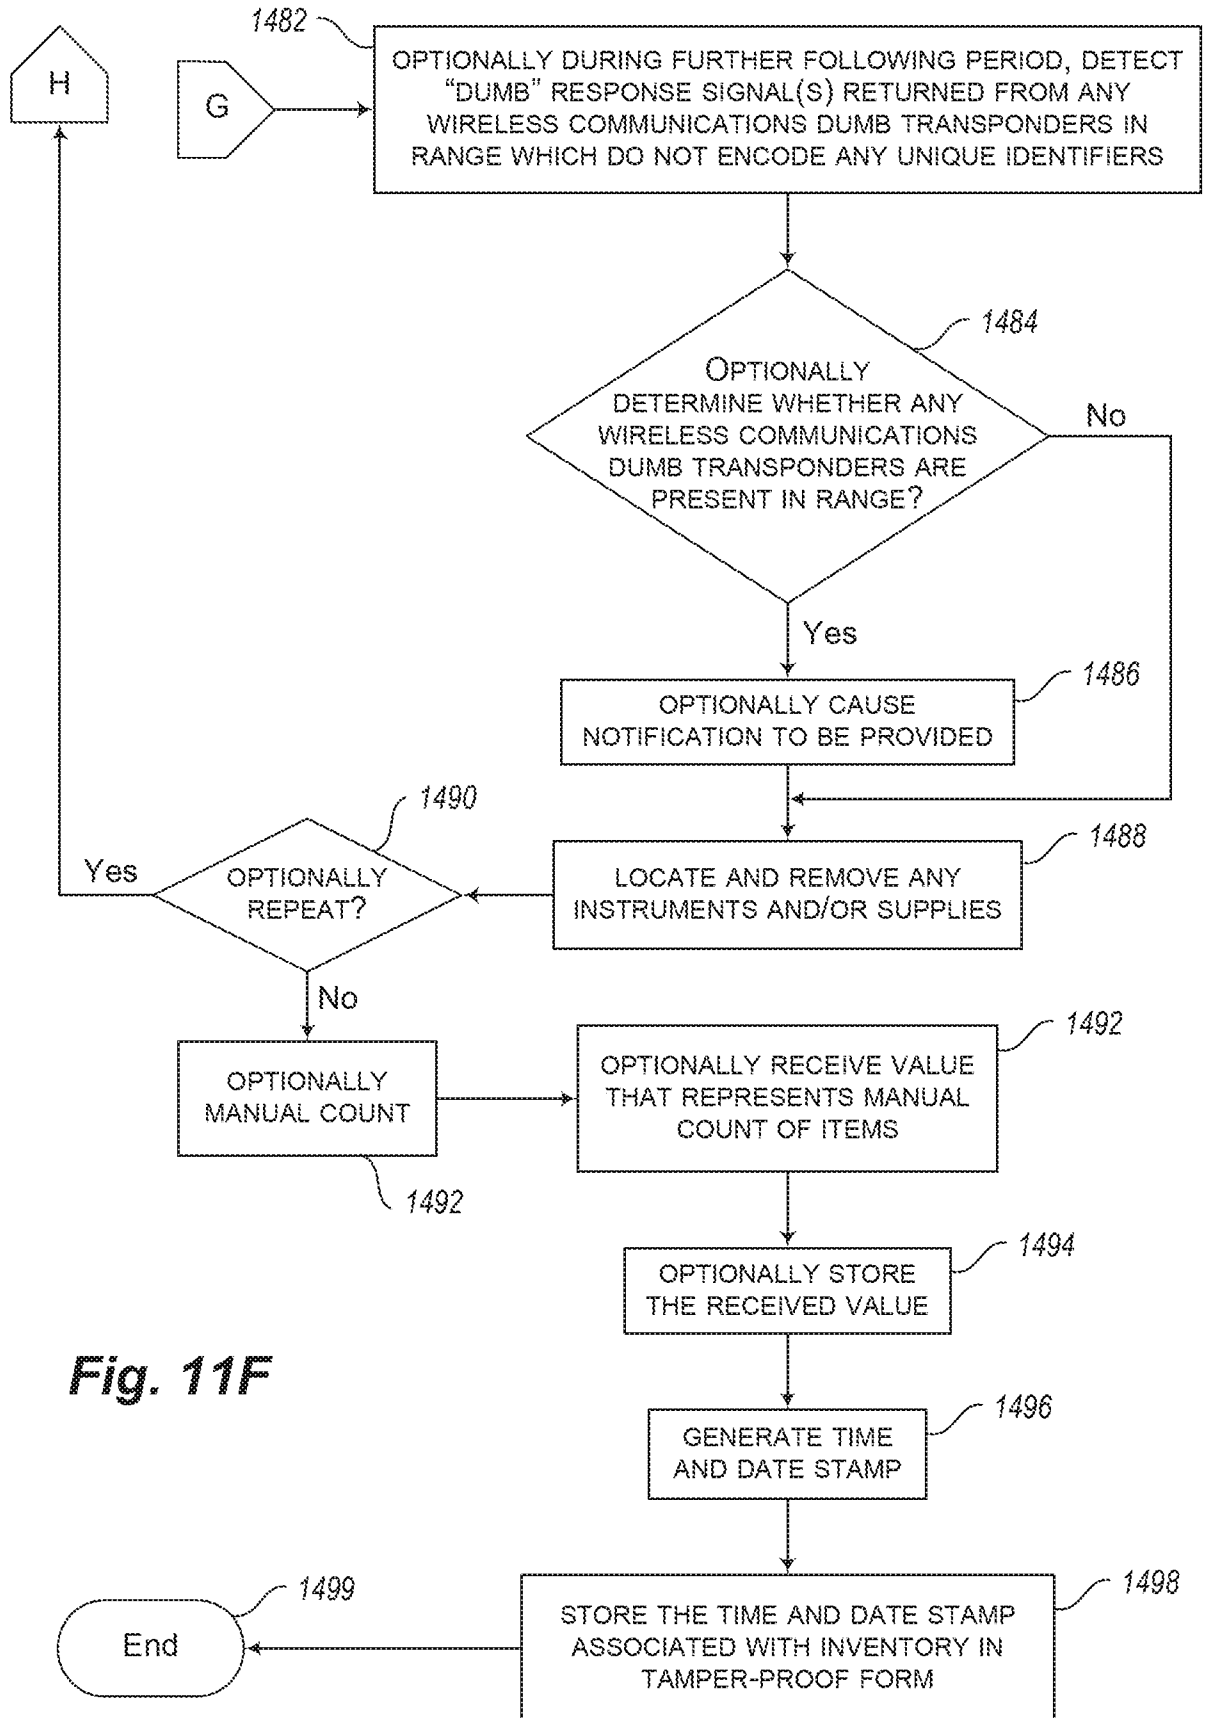 1482
H
G
OPTIONALLY DURING FURTHER FOLLOWING PERIOD, DETECT
“DUMB” RESPONSE SIGNAL(S) RETURNED FROM ANY
WIRELESS COMMUNICATIONS DUMB TRANSPONDERS IN
RANGE WHICH DO NOT ENCODE ANY UNIQUE IDENTIFIERS
1484
OPTIONALLY
DETERMINE WHETHER ANY
WIRELESS COMMUNICATIONS
DUMB TRANSPONDERS ARE
PRESENT IN RANGE?
No
Yes
1486
OPTIONALLY CAUSE
NOTIFICATION TO BE PROVIDED
1488
LOCATE AND REMOVE ANY
INSTRUMENTS AND/OR SUPPLIES
1490
OPTIONALLY
REPEAT?
Yes
No
OPTIONALLY
MANUAL COUNT
1492
1492
OPTIONALLY RECEIVE VALUE
THAT REPRESENTS MANUAL
COUNT OF ITEMS
1494
OPTIONALLY STORE
THE RECEIVED VALUE
Fig. 11F
1496
GENERATE TIME
AND DATE STAMP
1498
STORE THE TIME AND DATE STAMP
ASSOCIATED WITH INVENTORY IN
TAMPER-PROOF FORM
1499
End